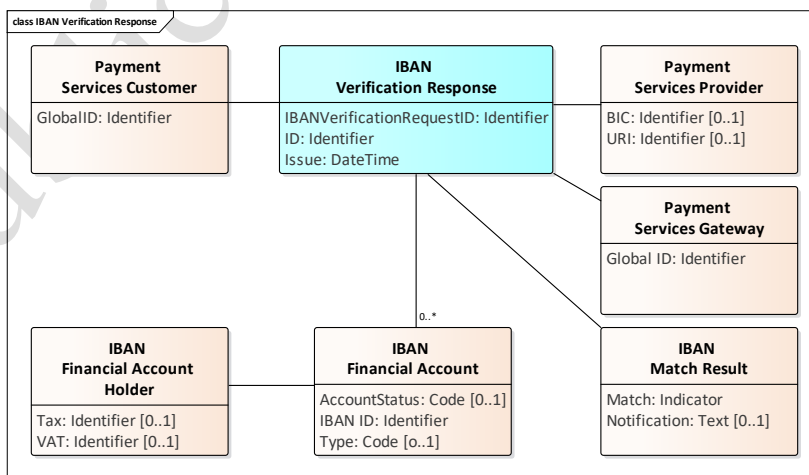 class IBAN Verification Response
Payment
Services Customer
GlobalID: Identifier
IBAN
Verification Response
IBANVerificationRequestID: Identifier
ID: Identifier
Issue: DateTime
Payment
Services Provider
BIC: Identifier [0..1]
URI: Identifier [0..1]
Payment
Services Gateway
Global ID: Identifier
0..*
IBAN
Financial Account
Holder
Tax: Identifier [0..1]
VAT: Identifier [0..1]
IBAN
Financial Account
AccountStatus: Code [0..1]
IBAN ID: Identifier
Type: Code [o..1]
IBAN
Match Result
Match: Indicator
Notification: Text [0..1]